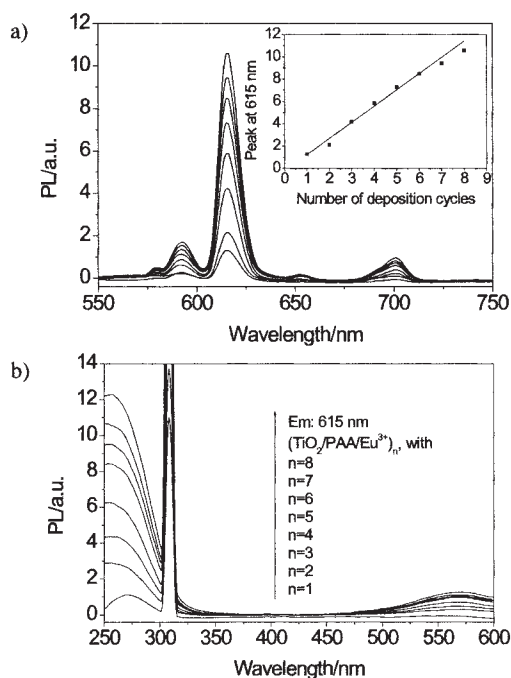 a)
12
10
8
6
4
2
0
PL/a.u.
550
600
650
700
750
Wavelength/nm
12
10
8
6
4
2
0
Peak at 615 nm
0 1 2 3 4 5 6 7 8 9
Number of deposition cycles
b)
14
12
10
8
6
4
2
0
PL/a.u.
Em: 615 nm
(TiO₂/PAA/Eu³⁺)ₙ, with
n=8
n=7
n=6
n=5
n=4
n=3
n=2
n=1
250 300 350 400 450 500 550 600
Wavelength/nm